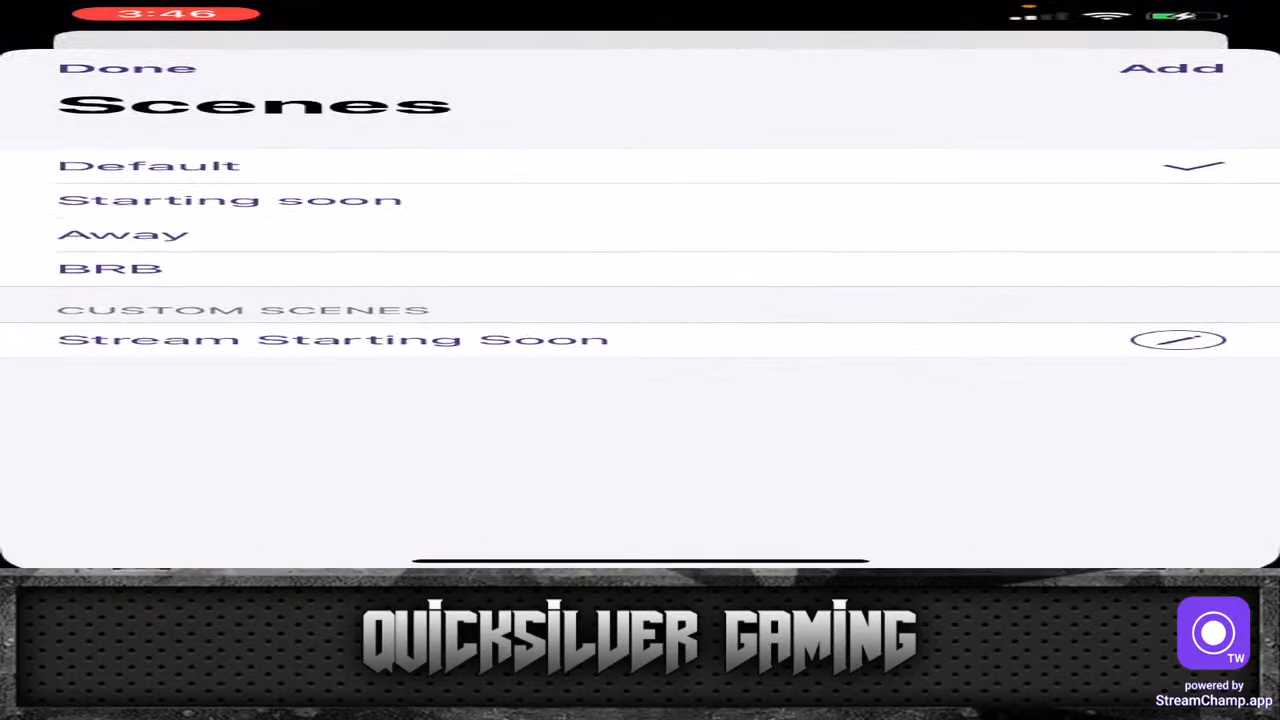 3:46
Done
Add
Scenes
Default
Starting soon
Away
BRB
CUSTOM SCENES
Stream Starting Soon
QUICKSILVER GAMING
TW
powered by
StreamChamp.app